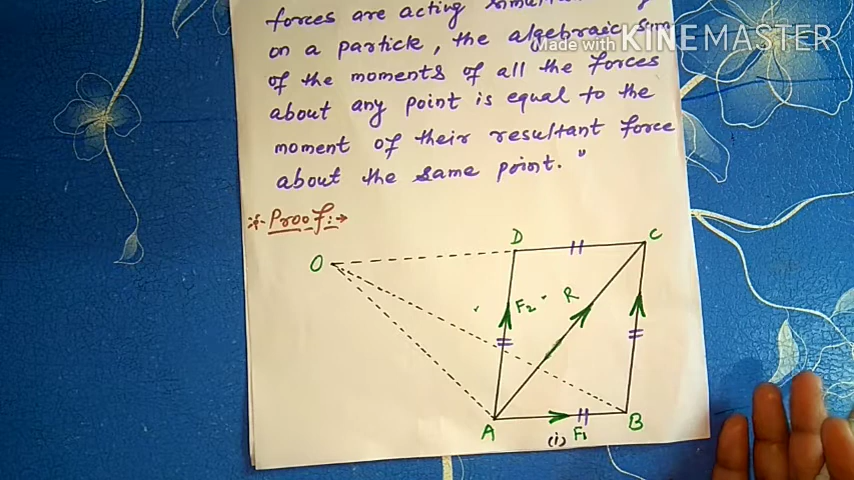 forces are acting
on a particle, the algebraic sum
Made with KINEMASTER
of the moments of all the forces
about any point is equal to the
moment of their resultant force
about the same point."
Proof:→
O
D
C
F₂
R
A
B
(i)
F₁